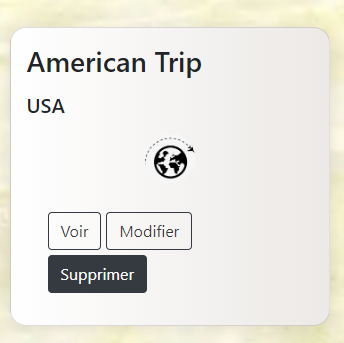 American Trip
USA
Voir Modifier
Supprimer